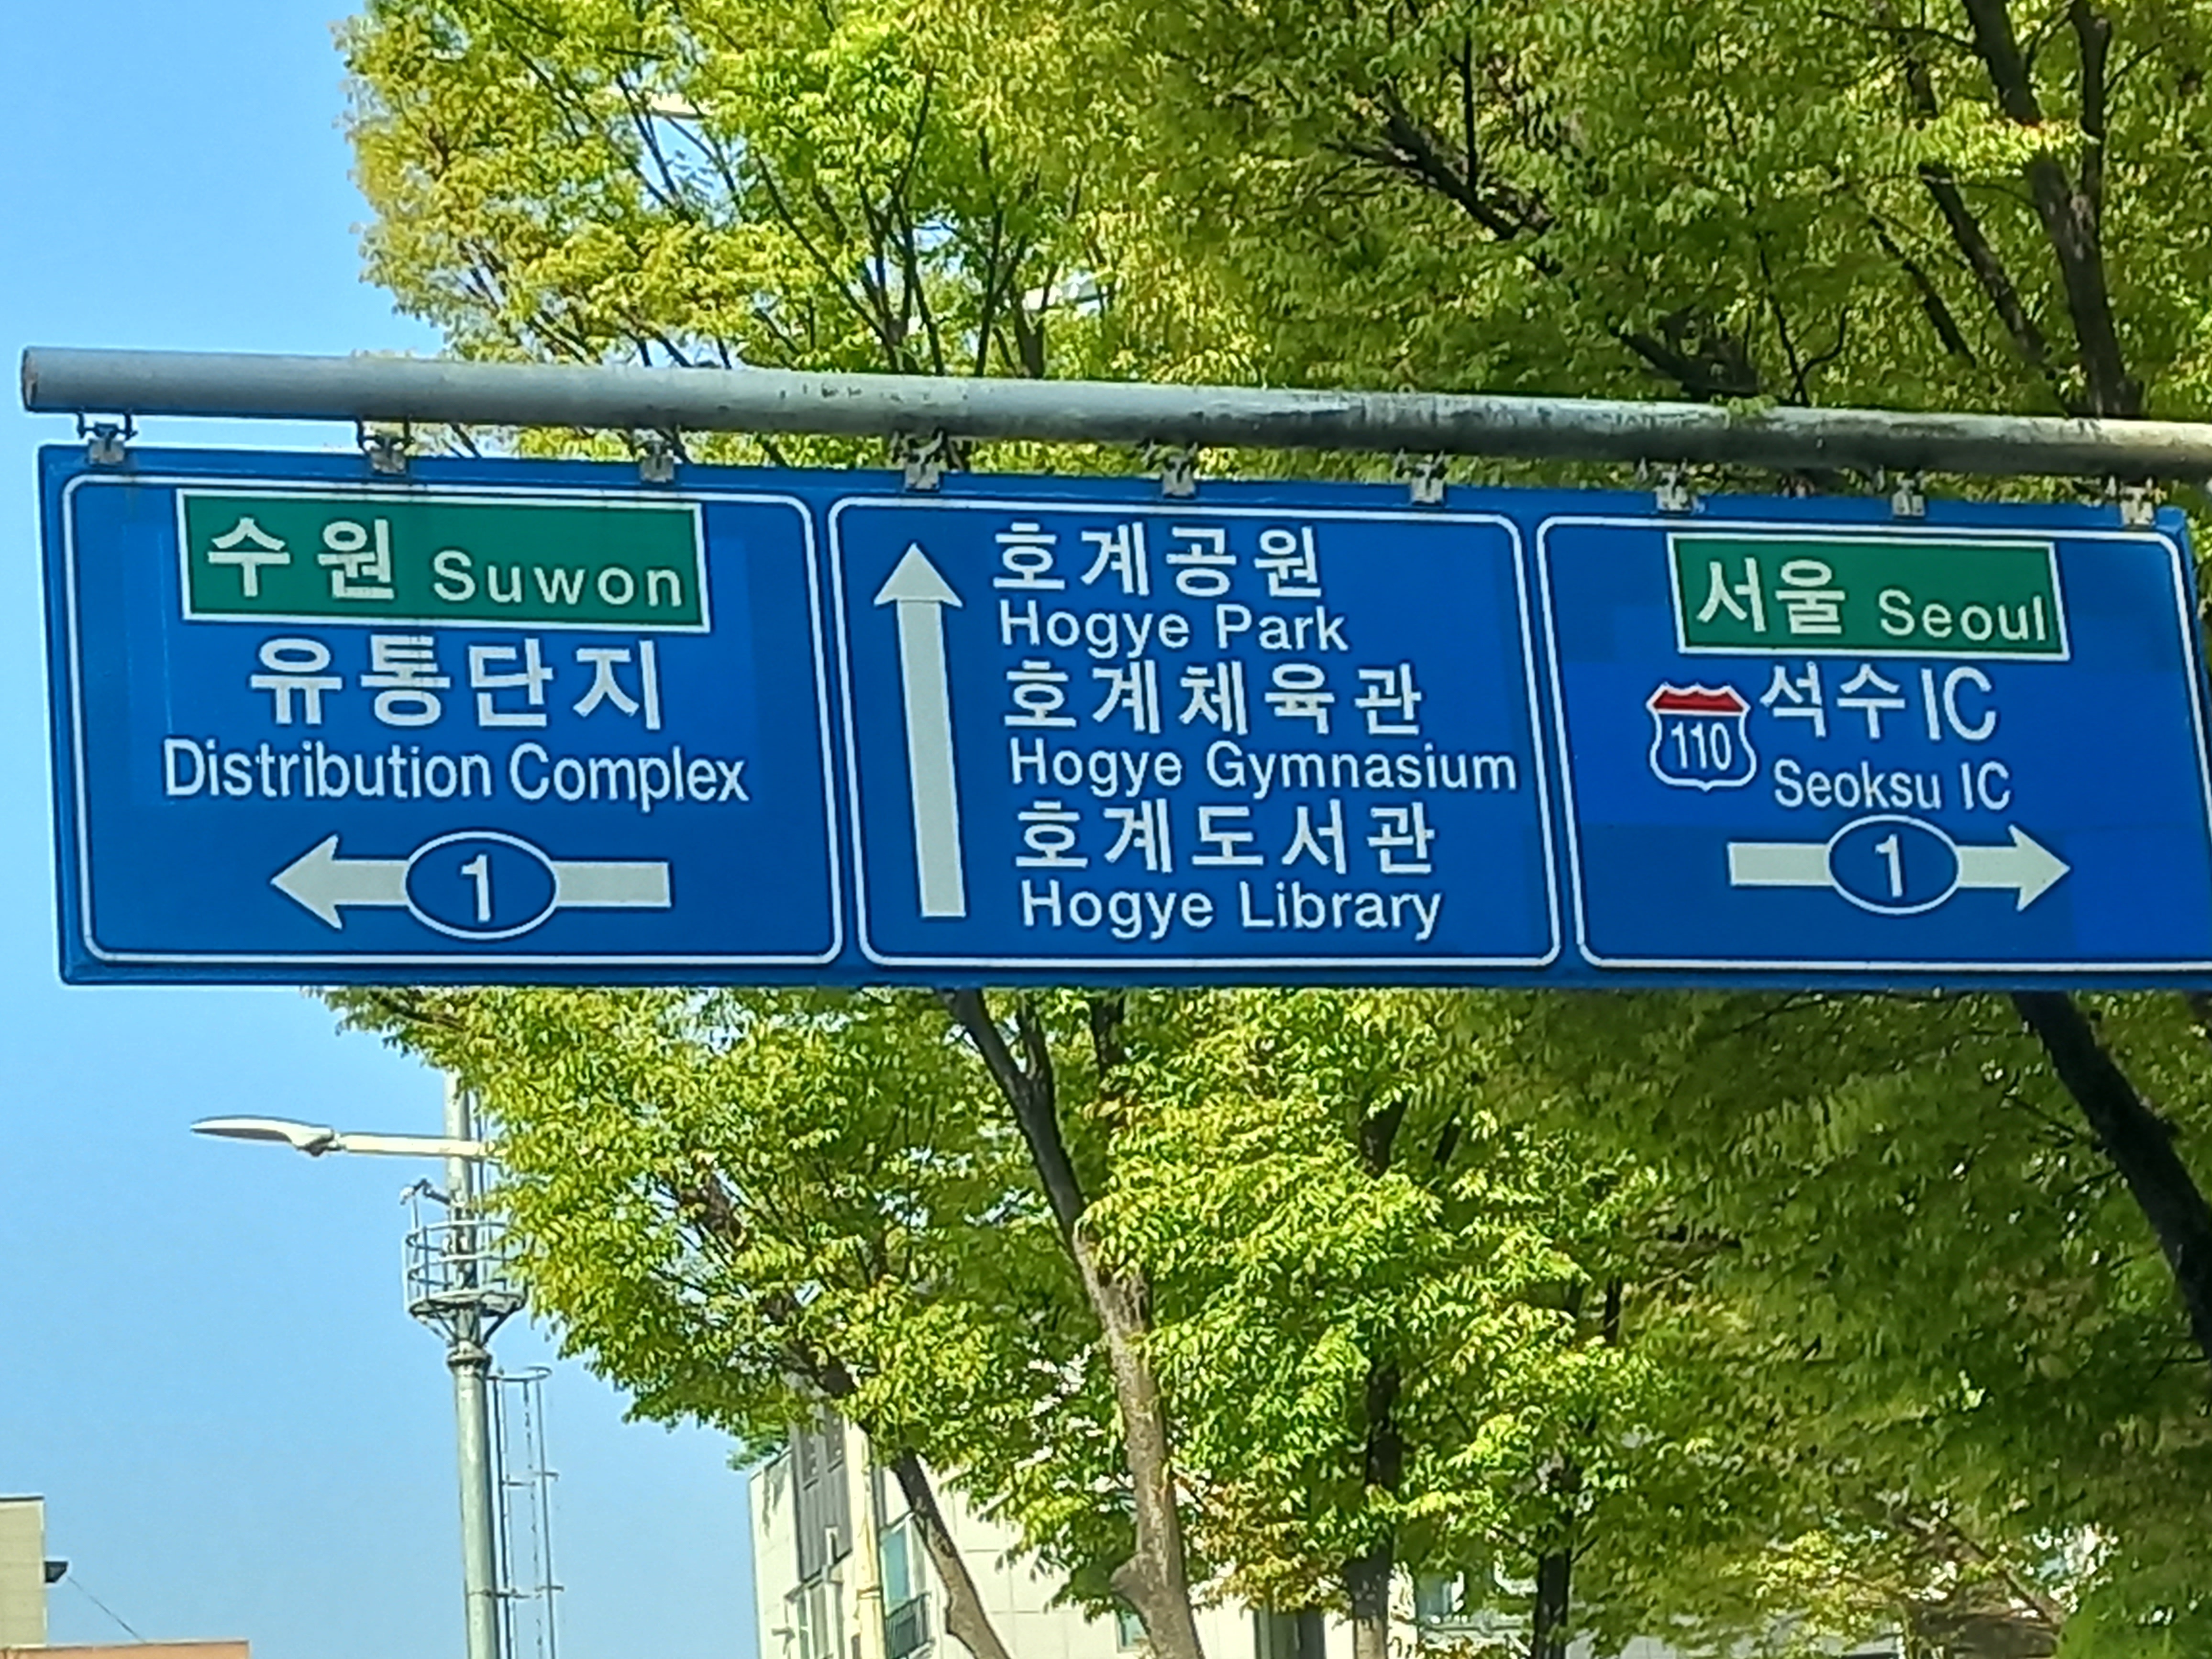 수원 Suwon
유통단지
Distribution Complex
1
호계공원
Hogye Park
호계체육관
Hogye Gymnasium
호계도서관
Hogye Library
서울 Seoul
110 석수IC
Seoksu IC
1